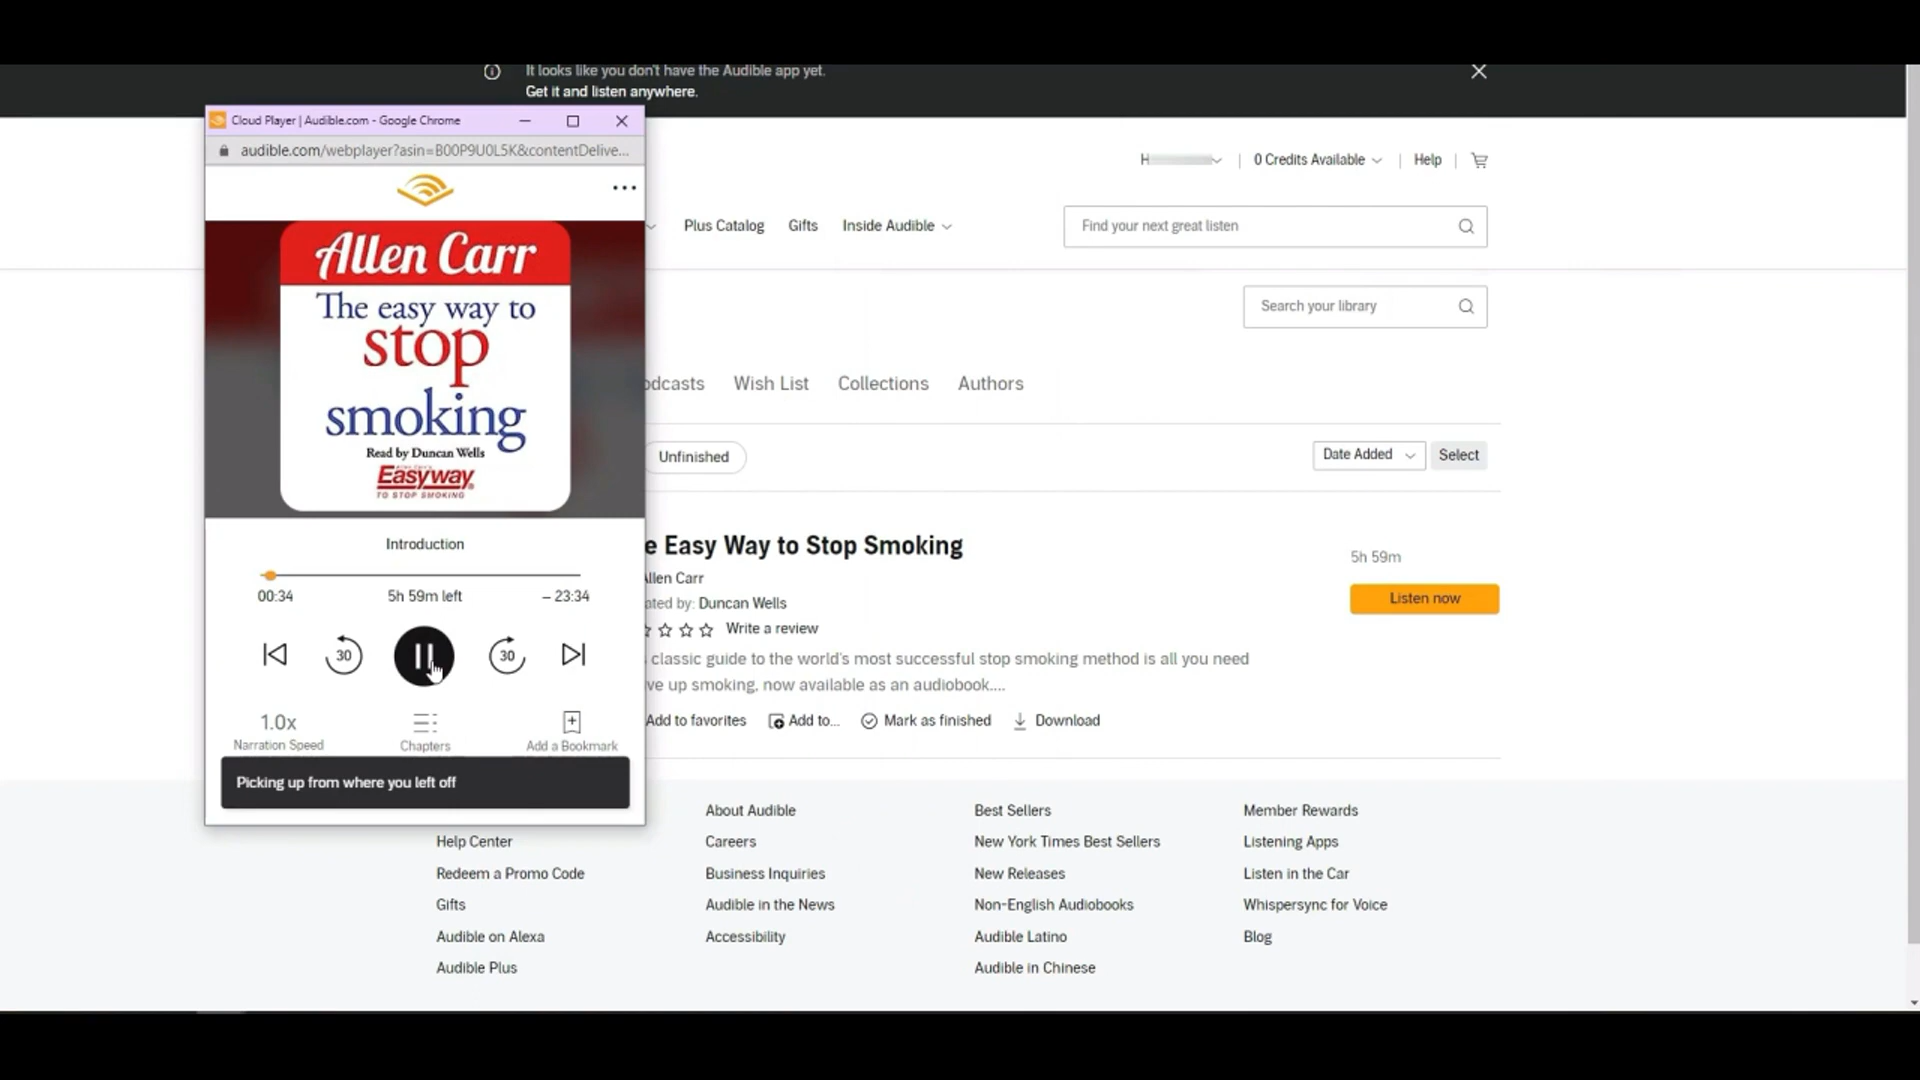 It looks like you don't have the Audible app yet.
Get it and listen anywhere.
Cloud Player | Audible.com - Google Chrome
audible.com/webplayer?asin=B00P9U0L5K&contentDelive...
H
0 Credits Available
Help
Plus Catalog
Gifts
Inside Audible
Find your next great listen
Search your library
Allen Carr
The easy way to
stop
smoking
Read by Duncan Wells
Easyway
TO STOP SMOKING
odcasts
Wish List
Collections
Authors
Unfinished
Date Added
Select
Introduction
00:34
5h 59m left
– 23:34
30
30
1.0x
Narration Speed
Chapters
Add a Bookmark
Picking up from where you left off
e Easy Way to Stop Smoking
5h 59m
Allen Carr
Listen now
ated by: Duncan Wells
Write a review
classic guide to the world's most successful stop smoking method is all you need
ve up smoking, now available as an audiobook....
Add to favorites
Add to...
Mark as finished
Download
Help Center
Redeem a Promo Code
Gifts
Audible on Alexa
Audible Plus
About Audible
Careers
Business Inquiries
Audible in the News
Accessibility
Best Sellers
New York Times Best Sellers
New Releases
Non-English Audiobooks
Audible Latino
Audible in Chinese
Member Rewards
Listening Apps
Listen in the Car
Whispersync for Voice
Blog